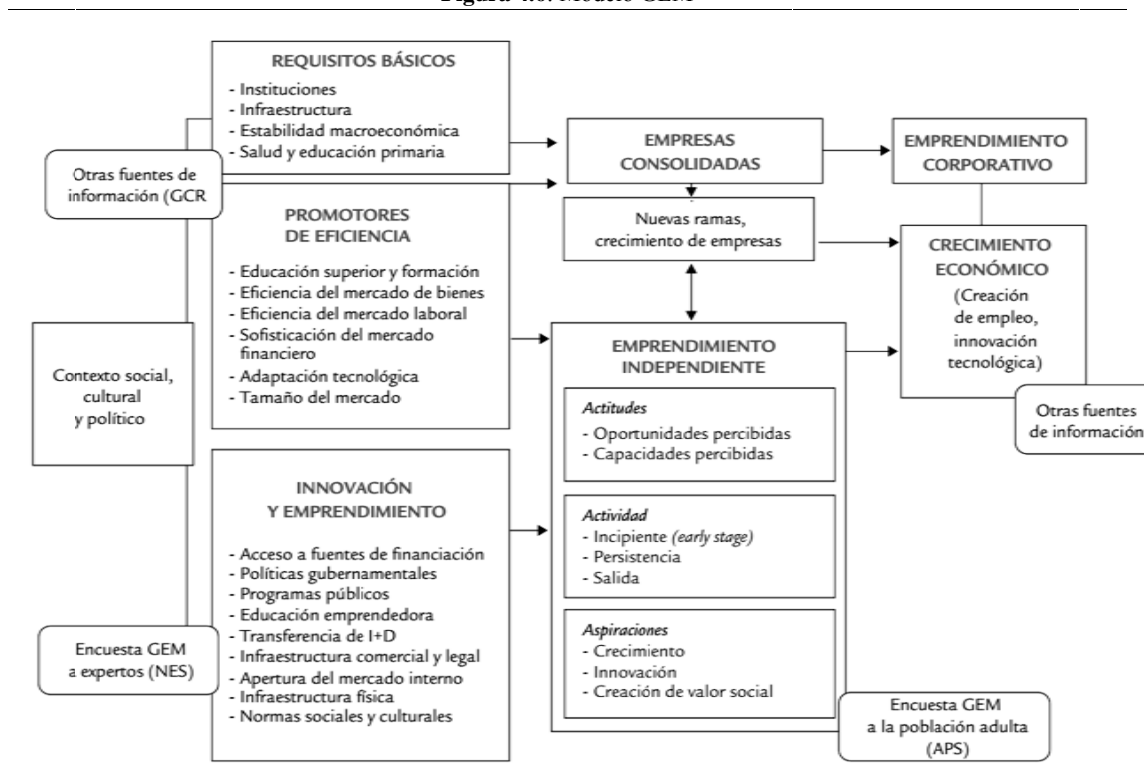 Figura 4.6. Modelo GEM
REQUISITOS BÁSICOS
- Instituciones
- Infraestructura
- Estabilidad macroeconómica
- Salud y educación primaria
Otras fuentes de
información (GCR
PROMOTORES
DE EFICIENCIA
- Educación superior y formación
- Eficiencia del mercado de bienes
- Eficiencia del mercado laboral
- Sofisticación del mercado
financiero
- Adaptación tecnológica
- Tamaño del mercado
Contexto social,
cultural
y político
INNOVACIÓN
Y EMPRENDIMIENTO
- Acceso a fuentes de financiación
- Políticas gubernamentales
- Programas públicos
- Educación emprendedora
- Transferencia de I+D
- Infraestructura comercial y legal
- Apertura del mercado interno
- Infraestructura física
- Normas sociales y culturales
Encuesta GEM
a expertos (NES)
EMPRESAS
CONSOLIDADAS
Nuevas ramas,
crecimiento de empresas
EMPRENDIMIENTO
INDEPENDIENTE
Actitudes
- Oportunidades percibidas
- Capacidades percibidas
Actividad
- Incipiente (early stage)
- Persistencia
- Salida
Aspiraciones
- Crecimiento
- Innovación
- Creación de valor social
Encuesta GEM
a la población adulta
(APS)
EMPRENDIMIENTO
CORPORATIVO
CRECIMIENTO
ECONÓMICO
(Creación
de empleo,
innovación
tecnológica)
Otras fuentes
de información